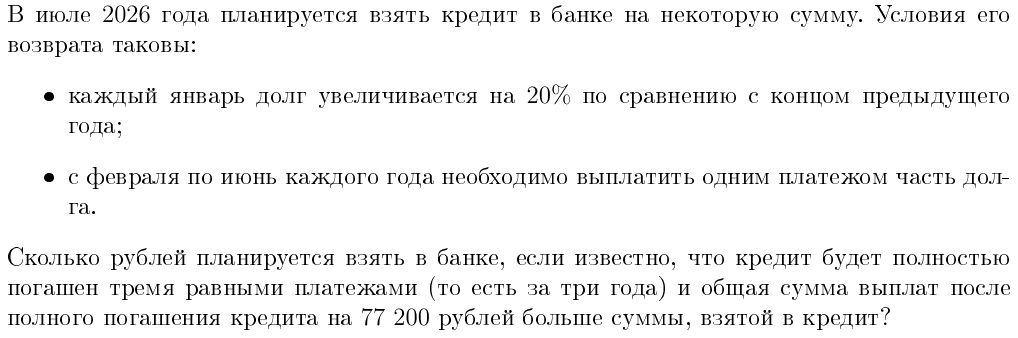 В июле 2026 года планируется взять кредит в банке на некоторую сумму. Условия его
возврата таковы:
• каждый январь долг увеличивается на 20% по сравнению с концом предыдущего
года;
• с февраля по июнь каждого года необходимо выплатить одним платежом часть дол-
га.
Сколько рублей планируется взять в банке, если известно, что кредит будет полностью
погашен тремя равными платежами (то есть за три года) и общая сумма выплат после
полного погашения кредита на 77 200 рублей больше суммы, взятой в кредит?